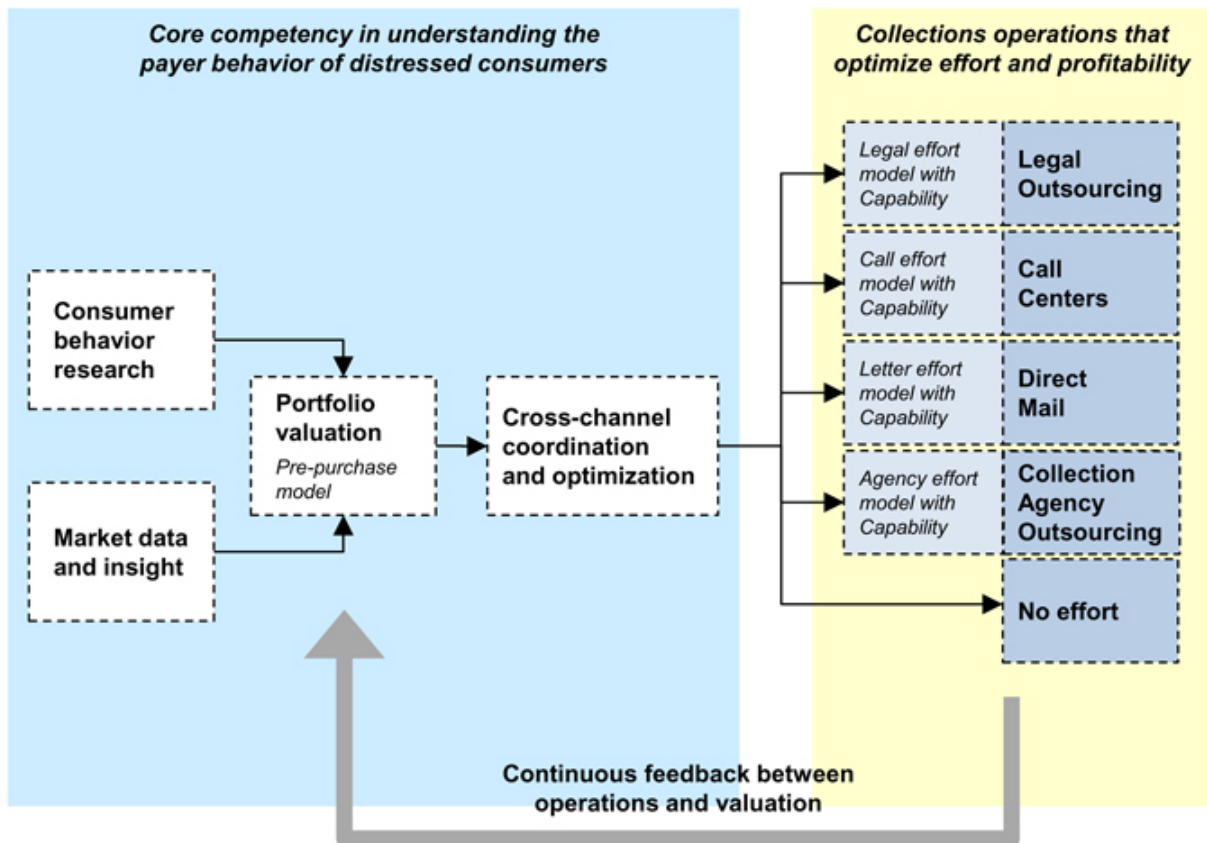 Core competency in understanding the
payer behavior of distressed consumers
Collections operations that
optimize effort and profitability
Consumer
behavior
research
Market data
and insight
Portfolio
valuation
Pre-purchase
model
Cross-channel
coordination
and optimization
Legal effort
model with
Capability
Legal
Outsourcing
Call effort
model with
Capability
Call
Centers
Letter effort
model with
Capability
Direct
Mail
Agency effort
model with
Capability
Collection
Agency
Outsourcing
No effort
Continuous feedback between
operations and valuation